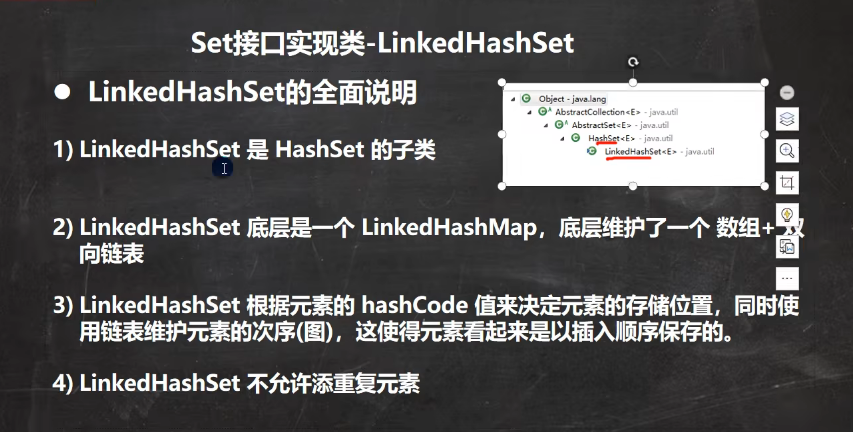 Set接口实现类-LinkedHashSet
● LinkedHashSet的全面说明
Object - java.lang
AbstractCollection<E> - java.util
AbstractSet<E> - java.util
HashSet<E> - java.util
LinkedHashSet<E> - java.util
1) LinkedHashSet 是 HashSet 的子类
2) LinkedHashSet 底层是一个 LinkedHashMap，底层维护了一个 数组+ 双
向链表
3) LinkedHashSet 根据元素的 hashCode 值来决定元素的存储位置，同时使
用链表维护元素的次序(图)，这使得元素看起来是以插入顺序保存的。
4) LinkedHashSet 不允许添重复元素